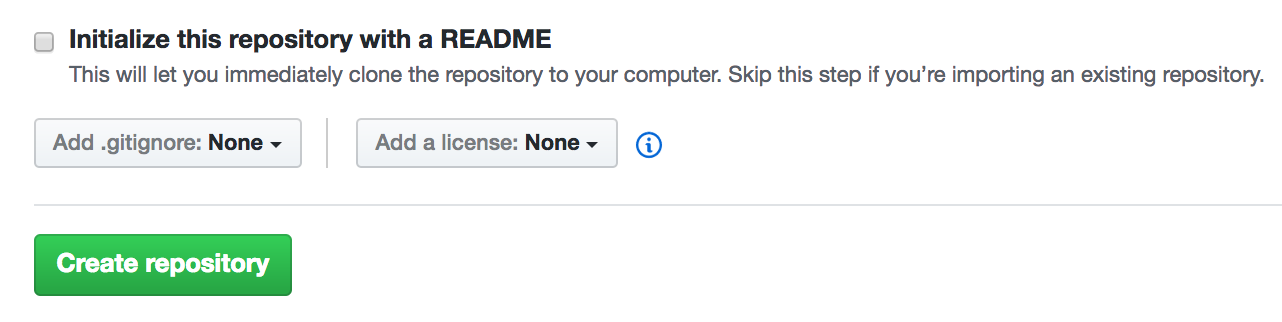 Initialize this repository with a README
This will let you immediately clone the repository to your computer. Skip this step if you’re importing an existing repository.
Add .gitignore: None
Add a license: None
Create repository